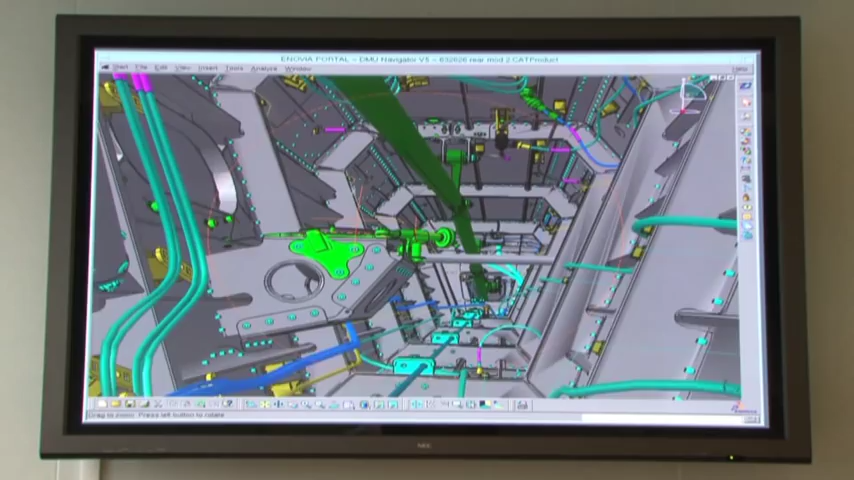 ENOVIA PORTAL - DMU Navigator V5 - 632626 rear mod 2.CATProduct
Start File Edit View Insert Tools Analyze Window Help
Drag to zoom. Press left button to rotate
NEC